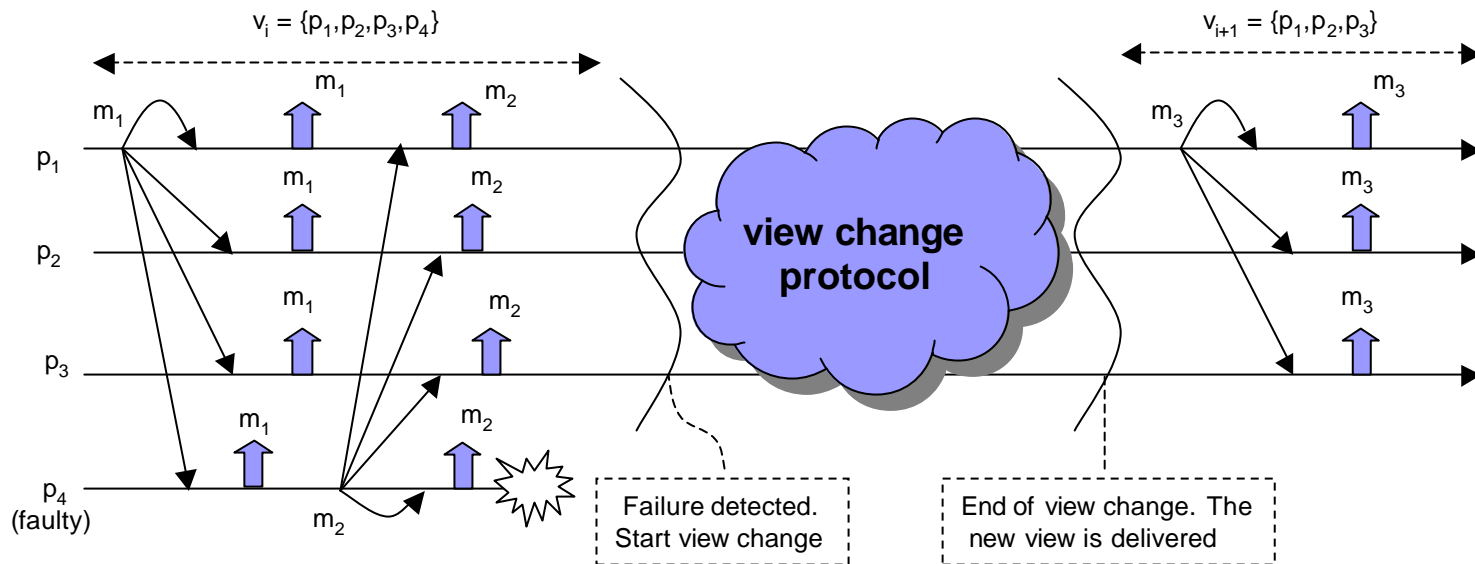 v_i = {p_1,p_2,p_3,p_4}
v_{i+1} = {p_1,p_2,p_3}
m_1
m_1
m_2
m_3
m_3
p_1
m_1
m_2
m_3
p_2
m_1
m_2
m_3
p_3
view change
protocol
m_1
m_2
p_4
(faulty)
m_2
Failure detected.
Start view change
End of view change. The
new view is delivered